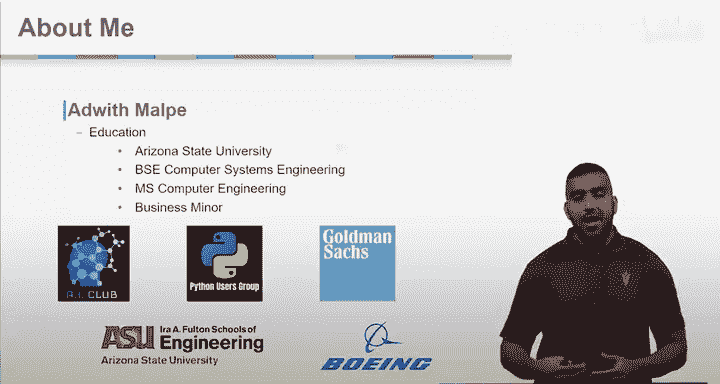 About Me
Adwith Malpe
– Education
• Arizona State University
• BSE Computer Systems Engineering
• MS Computer Engineering
• Business Minor
A.I. CLUB
Python Users Group
Goldman
Sachs
ASU Ira A. Fulton Schools of
Engineering
Arizona State University
BOEING